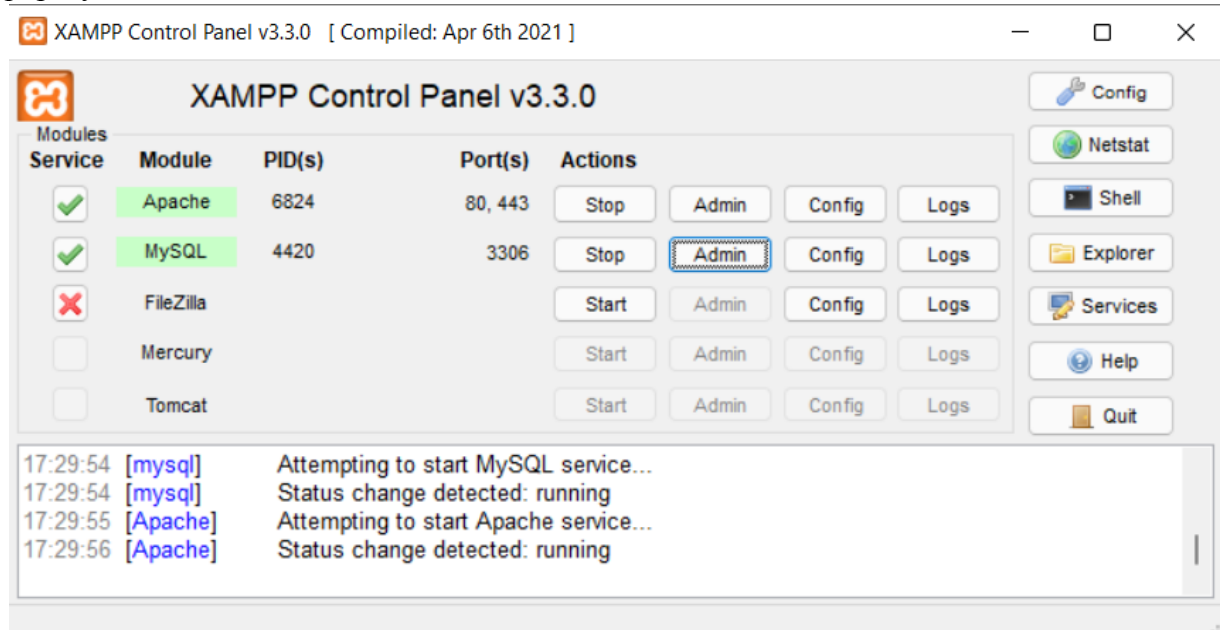 XAMPP Control Panel v3.3.0 [ Compiled: Apr 6th 2021 ]
XAMPP Control Panel v3.3.0
Config
Modules
Netstat
Service Module PID(s) Port(s) Actions
Apache 6824 80, 443 Stop Admin Config Logs
Shell
MySQL 4420 3306 Stop Admin Config Logs
Explorer
FileZilla Start Admin Config Logs
Services
Mercury Start Admin Config Logs
Help
Tomcat Start Admin Config Logs
Quit
17:29:54 [mysql] Attempting to start MySQL service...
17:29:54 [mysql] Status change detected: running
17:29:55 [Apache] Attempting to start Apache service...
17:29:56 [Apache] Status change detected: running